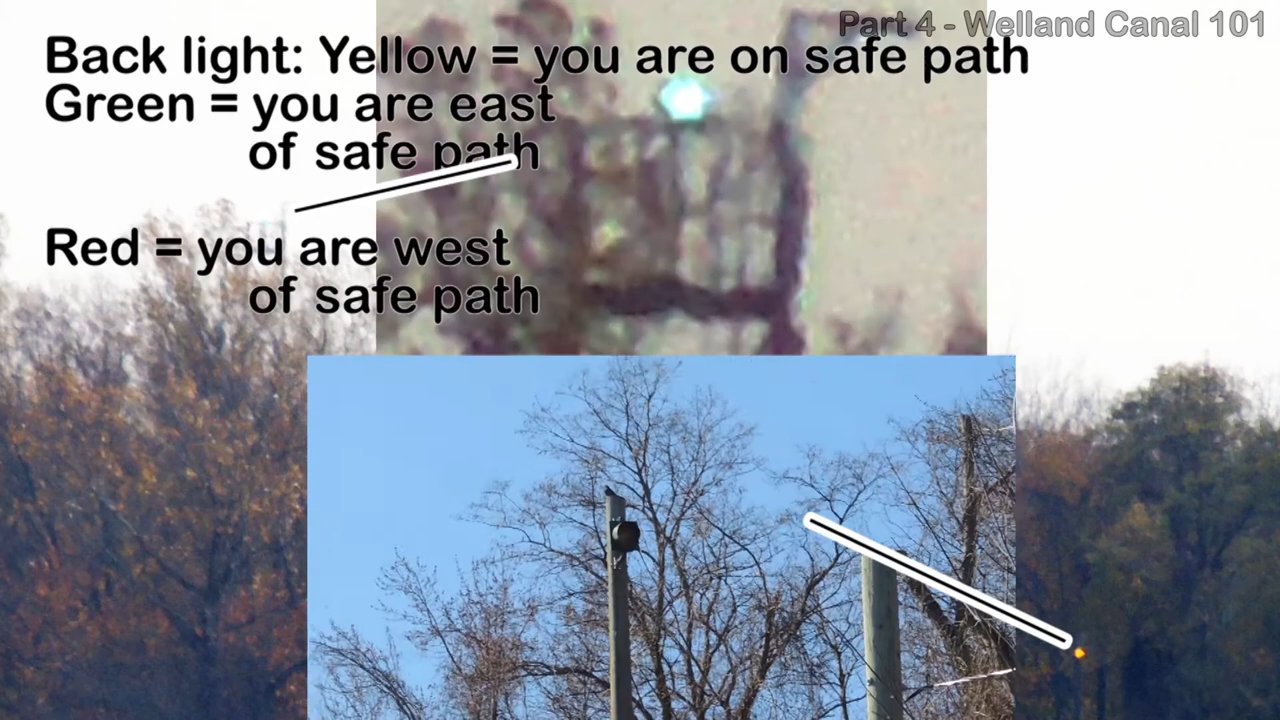 Part 4 - Welland Canal 101
Back light: Yellow = you are on safe path
Green = you are east
of safe path
Red = you are west
of safe path